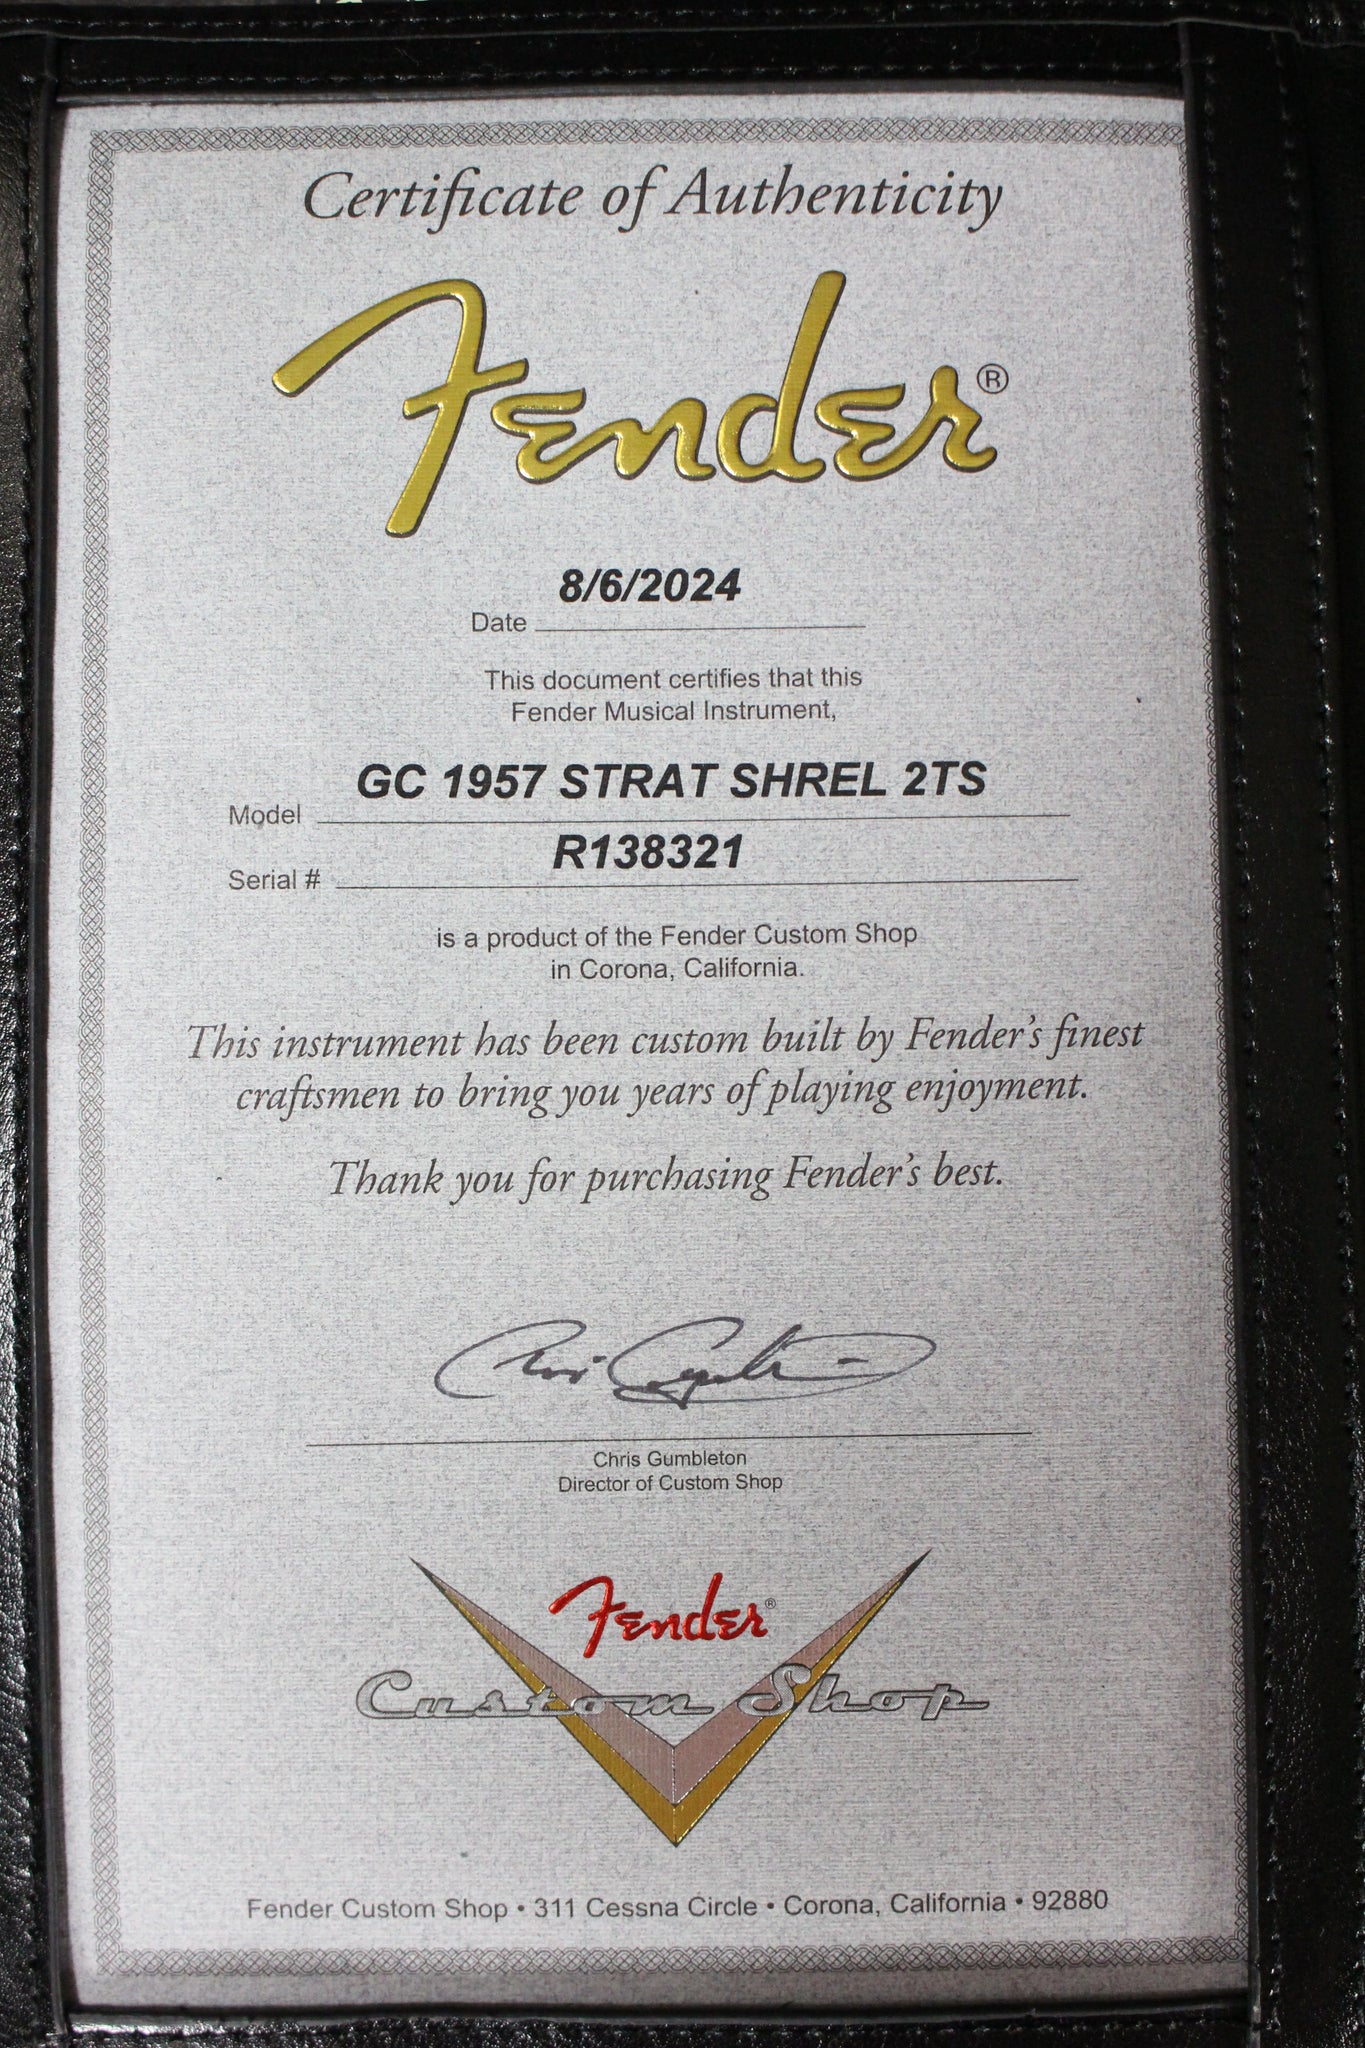 Certificate of Authenticity
Fender®
8/6/2024
Date
This document certifies that this
Fender Musical Instrument,
GC 1957 STRAT SHREL 2TS
Model
R138321
Serial #
is a product of the Fender Custom Shop
in Corona, California.
This instrument has been custom built by Fender's finest
craftsmen to bring you years of playing enjoyment.
Thank you for purchasing Fender's best.
Chris Gumbleton
Director of Custom Shop
Fender®
Custom Shop
Fender Custom Shop • 311 Cessna Circle • Corona, California • 92880